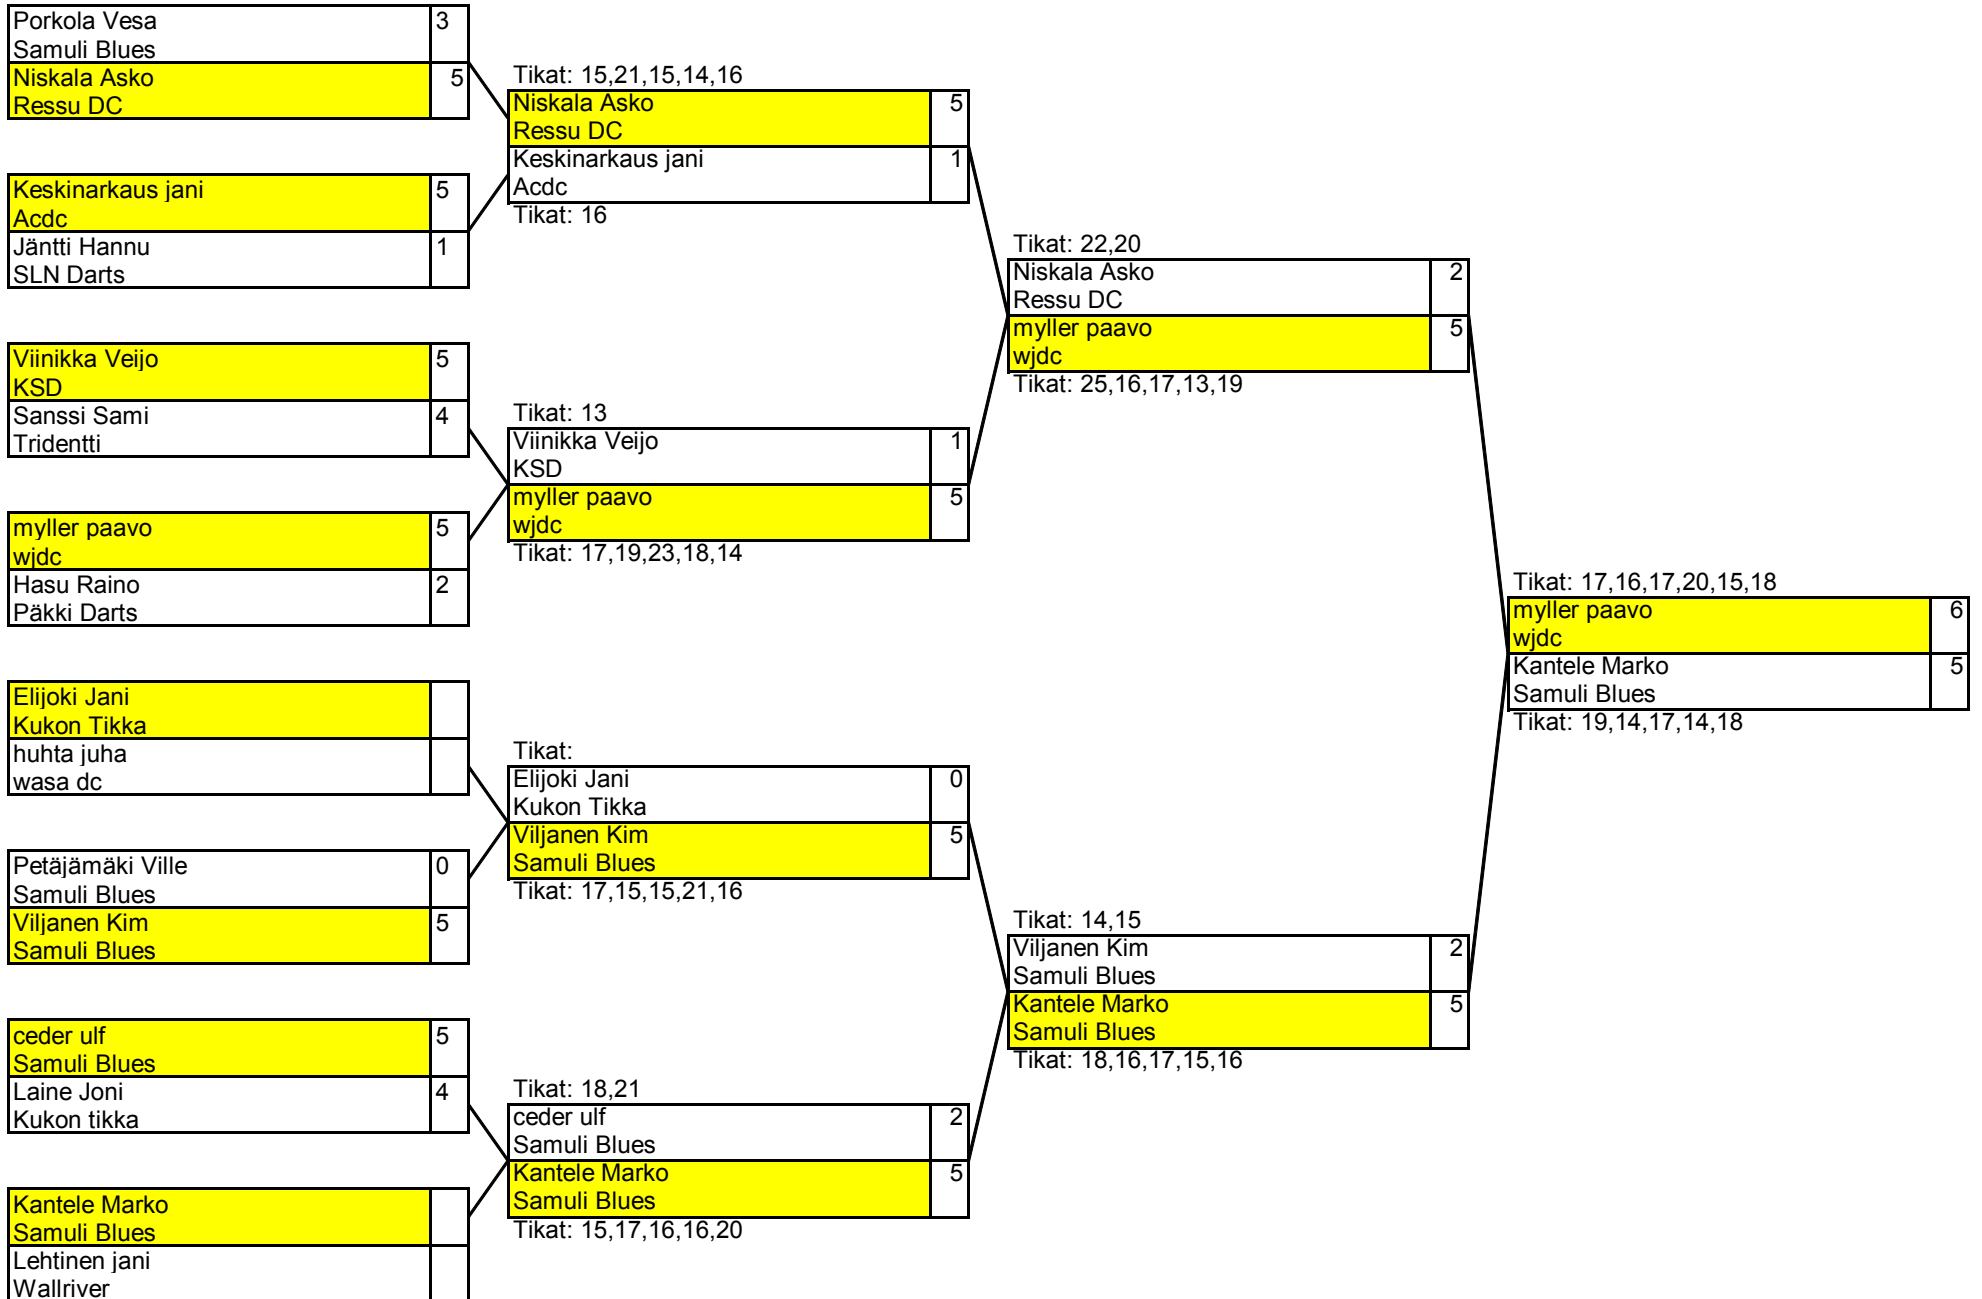 Porkola Vesa 3
Samuli Blues
Niskala Asko 5
Ressu DC
Keskinarkaus jani 5
Acdc
Jäntti Hannu 1
SLN Darts
Viinikka Veijo 5
KSD
Sanssi Sami 4
Tridentti
myller paavo 5
wjdc
Hasu Raino 2
Päkki Darts
Elijoki Jani
Kukon Tikka
huhta juha
wasa dc
Petäjämäki Ville 0
Samuli Blues
Viljanen Kim 5
Samuli Blues
ceder ulf 5
Samuli Blues
Laine Joni 4
Kukon tikka
Kantele Marko
Samuli Blues
Lehtinen jani
Wallriver
Tikat: 15,21,15,14,16
Niskala Asko 5
Ressu DC
Keskinarkaus jani 1
Acdc
Tikat: 16
Tikat: 13
Viinikka Veijo 1
KSD
myller paavo 5
wjdc
Tikat: 17,19,23,18,14
Tikat:
Elijoki Jani 0
Kukon Tikka
Viljanen Kim 5
Samuli Blues
Tikat: 17,15,15,21,16
Tikat: 18,21
ceder ulf 2
Samuli Blues
Kantele Marko 5
Samuli Blues
Tikat: 15,17,16,16,20
Tikat: 22,20
Niskala Asko 2
Ressu DC
myller paavo 5
wjdc
Tikat: 25,16,17,13,19
Tikat: 14,15
Viljanen Kim 2
Samuli Blues
Kantele Marko 5
Samuli Blues
Tikat: 18,16,17,15,16
Tikat: 17,16,17,20,15,18
myller paavo 6
wjdc
Kantele Marko 5
Samuli Blues
Tikat: 19,14,17,14,18